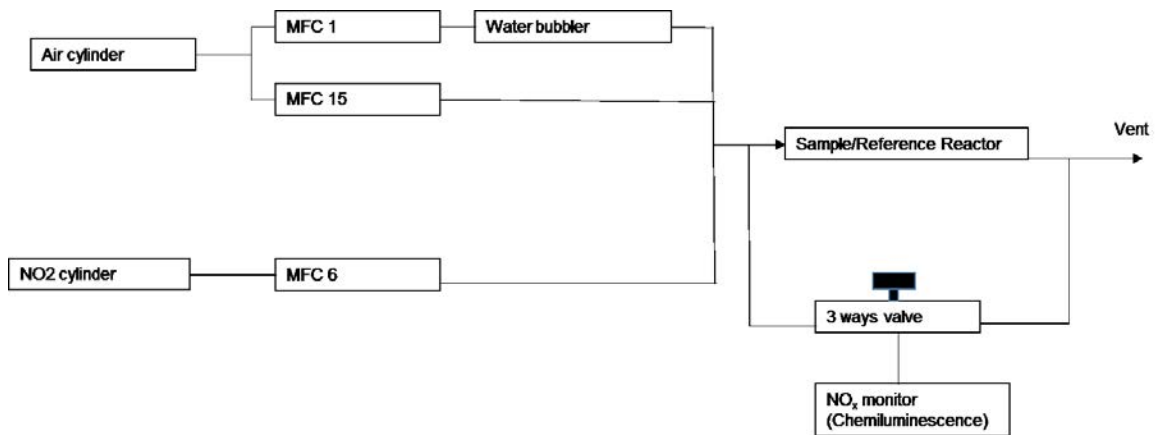 MFC 1
Water bubbler
Air cylinder
MFC 15
Vent
Sample/Reference Reactor
NO2 cylinder
MFC 6
3 ways valve
NOₓ monitor
(Chemiluminescence)